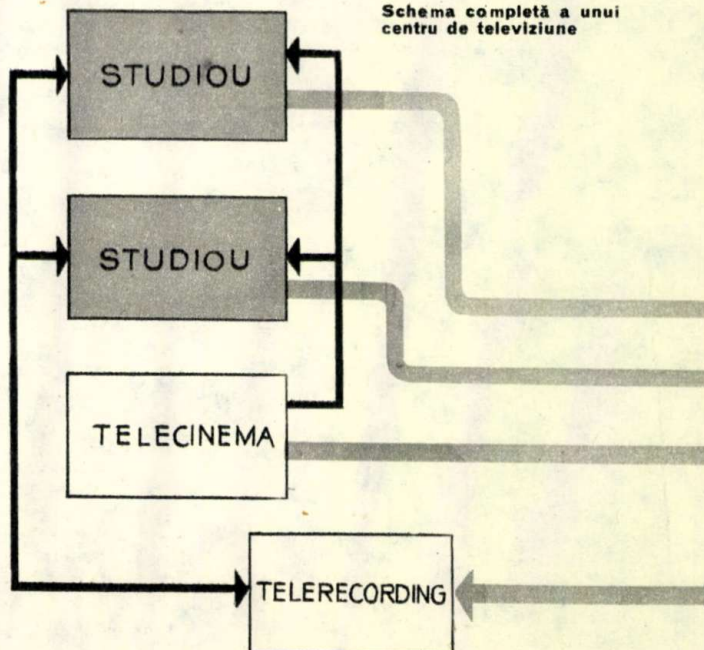 Schema completă a unui
centru de televiziune
STUDIOU
STUDIOU
TELECINEMA
TELERECORDING